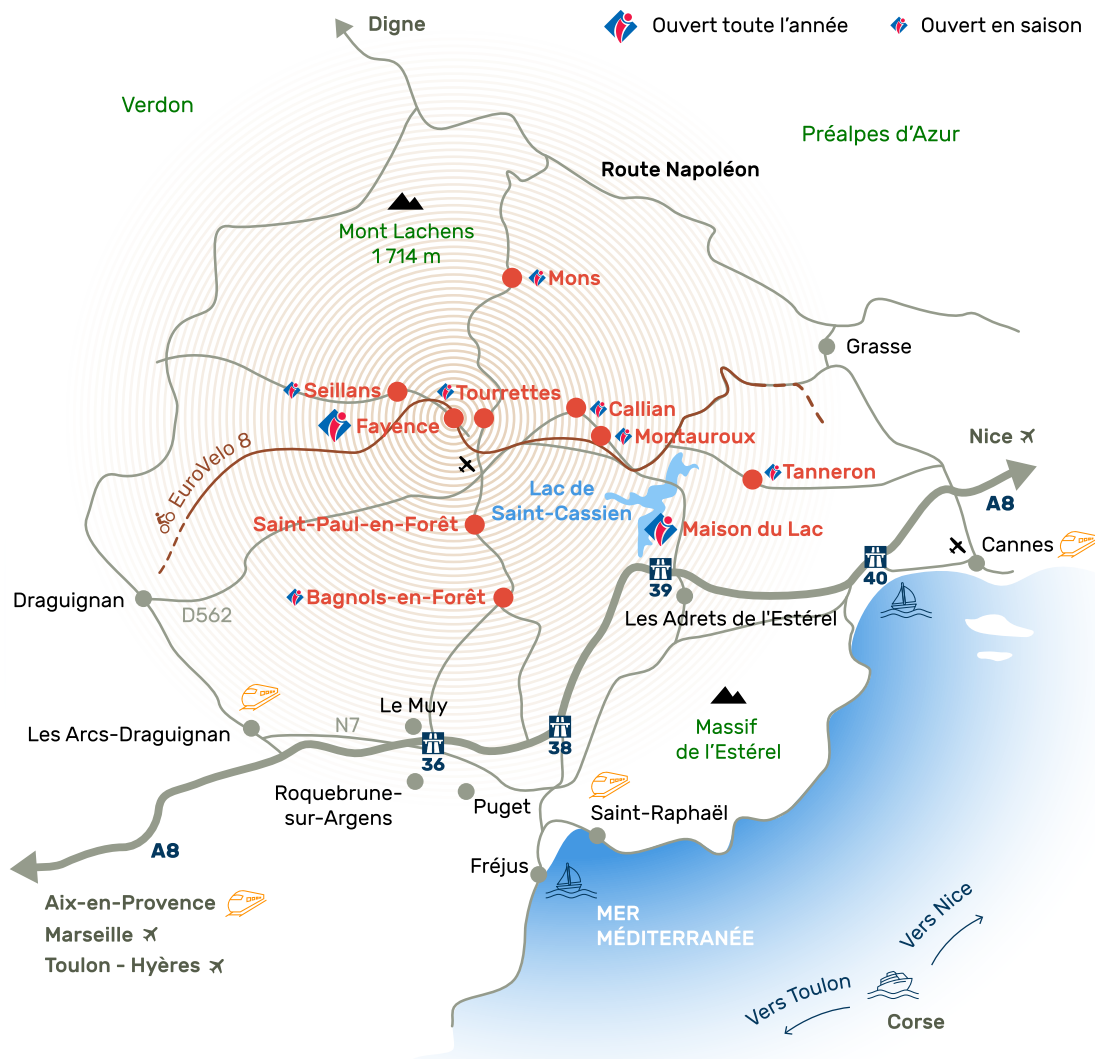 Digne
Ouvert toute l'année
Ouvert en saison
Verdon
Préalpes d'Azur
Route Napoléon
Mont Lachens
1 714 m
Mons
Grasse
Seillans
Tourrettes
Callian
Fayence
Montauroux
Nice
EuroVelo 8
Tanneron
Lac de
Saint-Cassien
A8
Saint-Paul-en-Forêt
Maison du Lac
Cannes
40
39
Draguignan
D562
Bagnols-en-Forêt
Les Adrets de l'Estérel
Le Muy
N7
Les Arcs-Draguignan
Massif
de l'Estérel
38
36
Roquebrune-
sur-Argens
Puget
Saint-Raphaël
A8
Fréjus
Aix-en-Provence
Marseille
Toulon - Hyères
MER
MÉDITERRANÉE
Vers Nice
Vers Toulon
Corse